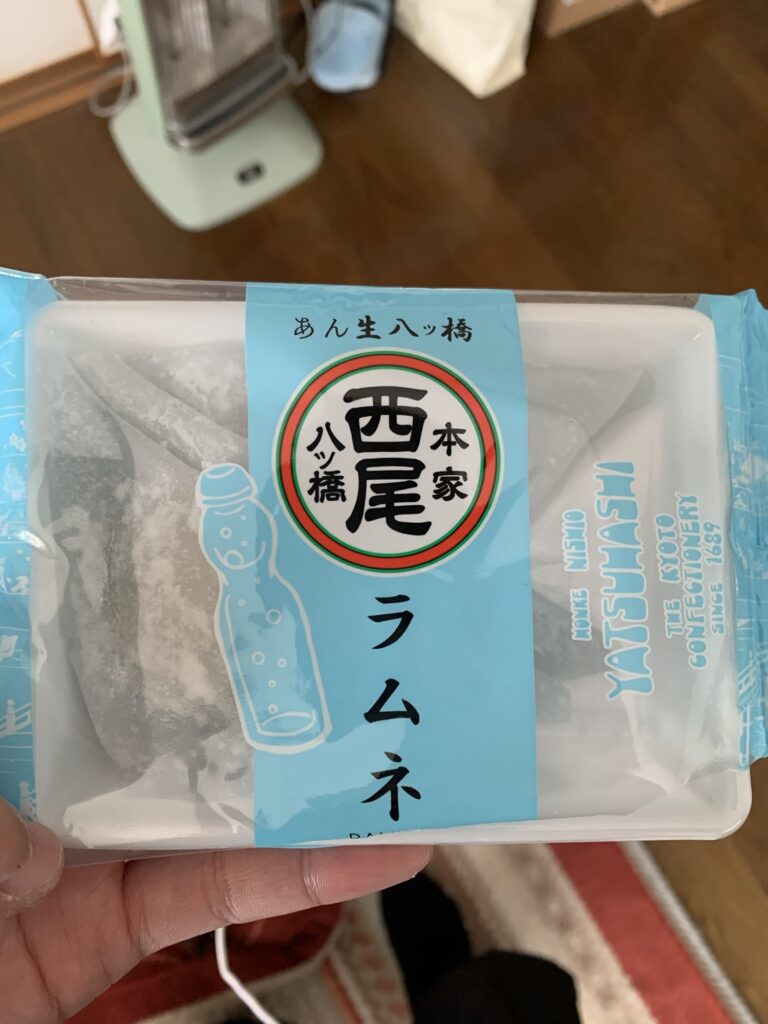 あん生八ッ橋
本家
西尾
八ッ橋
ラムネ
HONKE NISHIO
YATSUHASHI
THE KYOTO
CONFECTIONERY
SINCE 1689